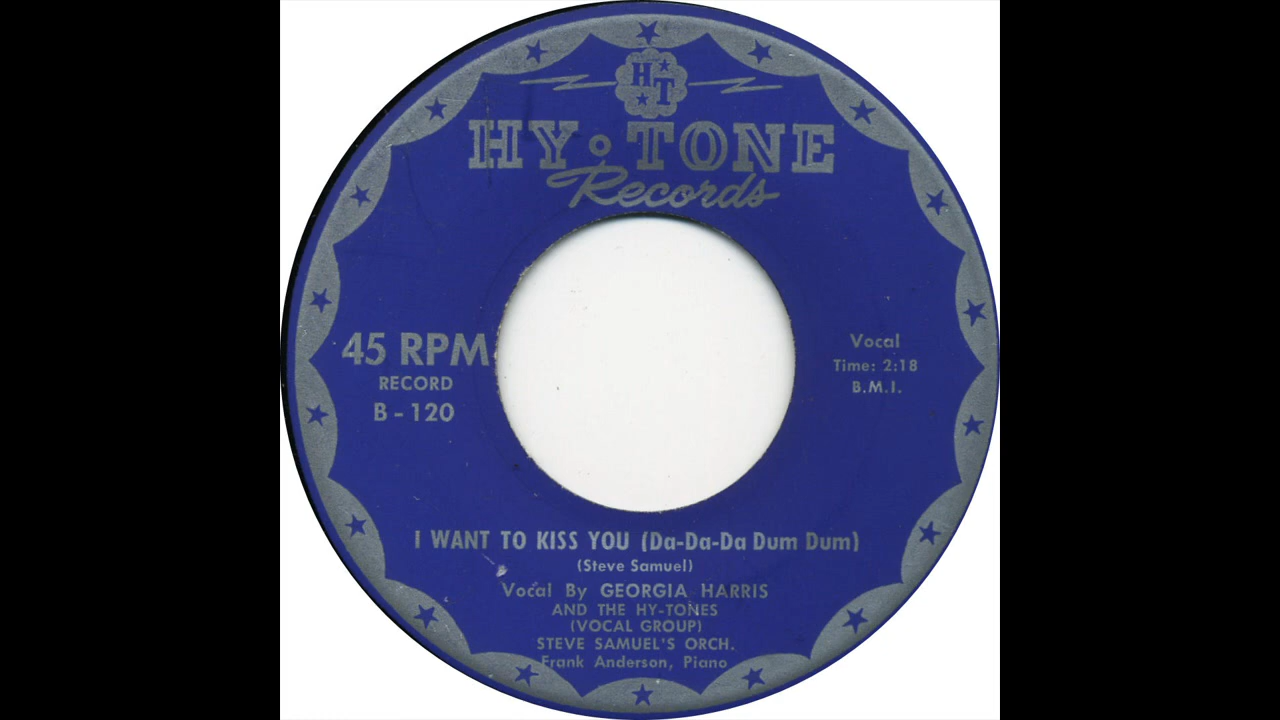 HT
HY·TONE
Records
45 RPM
RECORD
B-120
Vocal
Time: 2:18
B.M.I.
I WANT TO KISS YOU (Da-Da-Da Dum Dum)
(Steve Samuel)
Vocal By GEORGIA HARRIS
AND THE HY-TONES
(VOCAL GROUP)
STEVE SAMUEL'S ORCH.
Frank Anderson, Piano